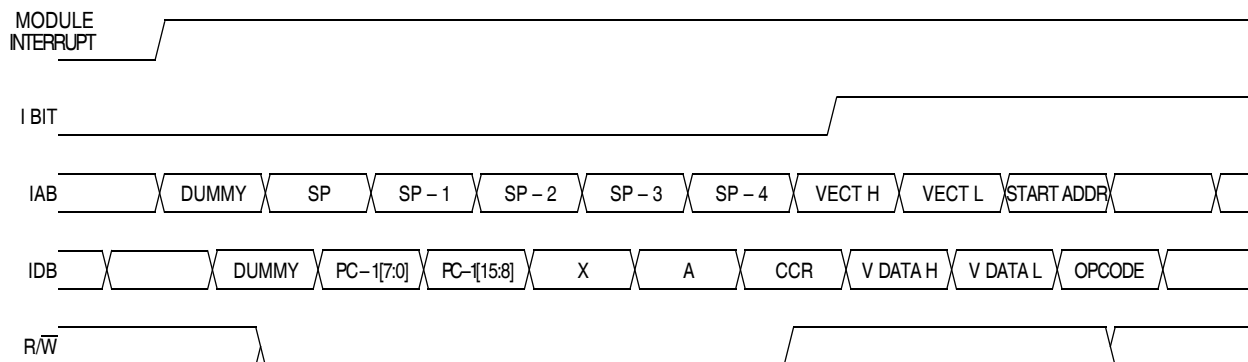 MODULE
INTERRUPT
I BIT
IAB DUMMY SP SP – 1 SP – 2 SP – 3 SP – 4 VECT H VECT L START ADDR
IDB DUMMY PC – 1[7:0] PC–1[15:8] X A CCR V DATA H V DATA L OPCODE
R/W̅